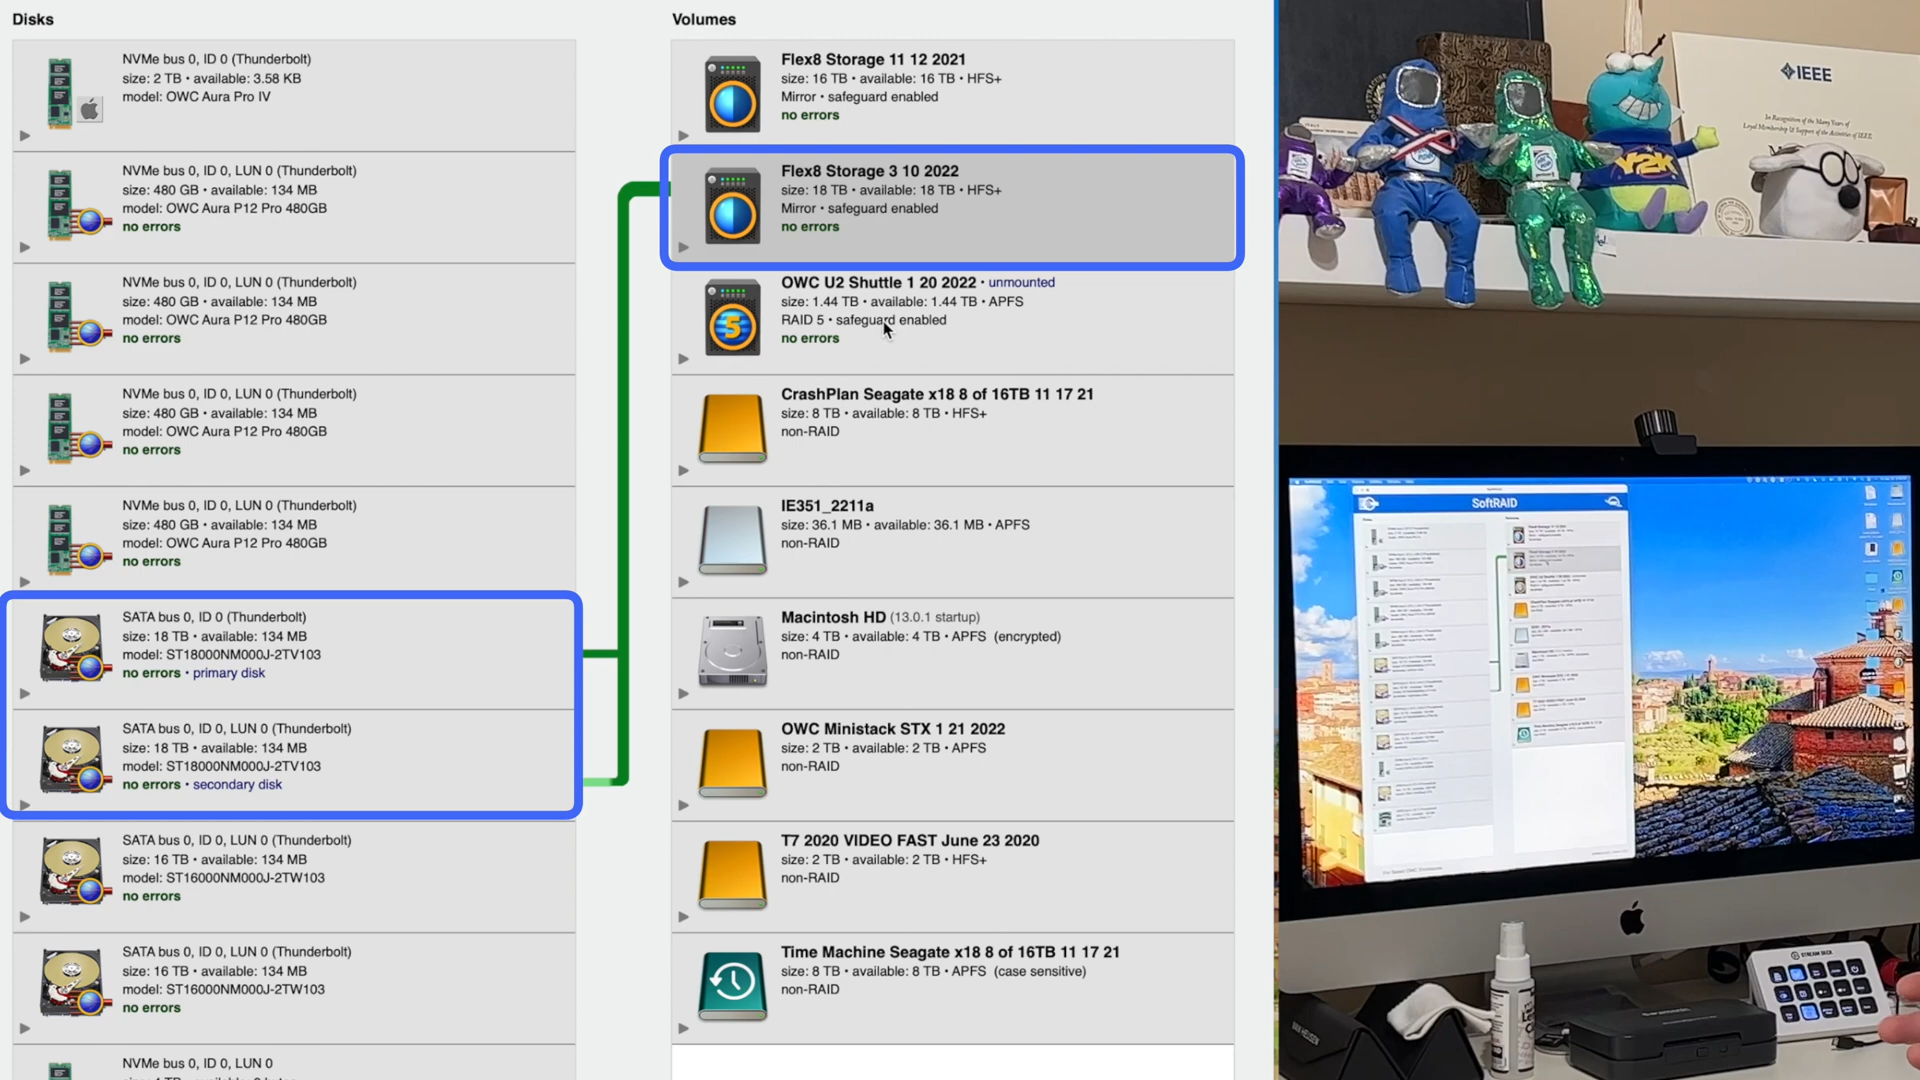 Disks
NVMe bus 0, ID 0 (Thunderbolt)
size: 2 TB • available: 3.58 KB
model: OWC Aura Pro IV
NVMe bus 0, ID 0, LUN 0 (Thunderbolt)
size: 480 GB • available: 134 MB
model: OWC Aura P12 Pro 480GB
no errors
NVMe bus 0, ID 0, LUN 0 (Thunderbolt)
size: 480 GB • available: 134 MB
model: OWC Aura P12 Pro 480GB
no errors
NVMe bus 0, ID 0, LUN 0 (Thunderbolt)
size: 480 GB • available: 134 MB
model: OWC Aura P12 Pro 480GB
no errors
NVMe bus 0, ID 0, LUN 0 (Thunderbolt)
size: 480 GB • available: 134 MB
model: OWC Aura P12 Pro 480GB
no errors
SATA bus 0, ID 0 (Thunderbolt)
size: 18 TB • available: 134 MB
model: ST18000NM000J-2TV103
no errors • primary disk
SATA bus 0, ID 0, LUN 0 (Thunderbolt)
size: 18 TB • available: 134 MB
model: ST18000NM000J-2TV103
no errors • secondary disk
SATA bus 0, ID 0, LUN 0 (Thunderbolt)
size: 16 TB • available: 134 MB
model: ST16000NM000J-2TW103
no errors
SATA bus 0, ID 0, LUN 0 (Thunderbolt)
size: 16 TB • available: 134 MB
model: ST16000NM000J-2TW103
no errors
NVMe bus 0, ID 0, LUN 0
Volumes
Flex8 Storage 11 12 2021
size: 16 TB • available: 16 TB • HFS+
Mirror • safeguard enabled
no errors
Flex8 Storage 3 10 2022
size: 18 TB • available: 18 TB • HFS+
Mirror • safeguard enabled
no errors
OWC U2 Shuttle 1 20 2022 • unmounted
size: 1.44 TB • available: 1.44 TB • APFS
RAID 5 • safeguard enabled
no errors
5
CrashPlan Seagate x18 8 of 16TB 11 17 21
size: 8 TB • available: 8 TB • HFS+
non-RAID
IE351_2211a
size: 36.1 MB • available: 36.1 MB • APFS
non-RAID
Macintosh HD (13.0.1 startup)
size: 4 TB • available: 4 TB • APFS (encrypted)
non-RAID
OWC Ministack STX 1 21 2022
size: 2 TB • available: 2 TB • APFS
non-RAID
T7 2020 VIDEO FAST June 23 2020
size: 2 TB • available: 2 TB • HFS+
non-RAID
Time Machine Seagate x18 8 of 16TB 11 17 21
size: 8 TB • available: 8 TB • APFS (case sensitive)
non-RAID
IEEE
In Recognition of the Many Years of
Loyal Membership & Support of the Activities of IEEE
Y2K
SoftRAID
STREAM DECK